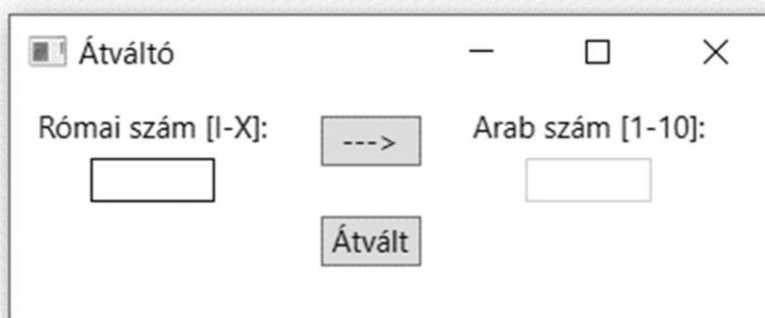 Átváltó
Római szám [I-X]:
--->
Arab szám [1-10]:
Átvált